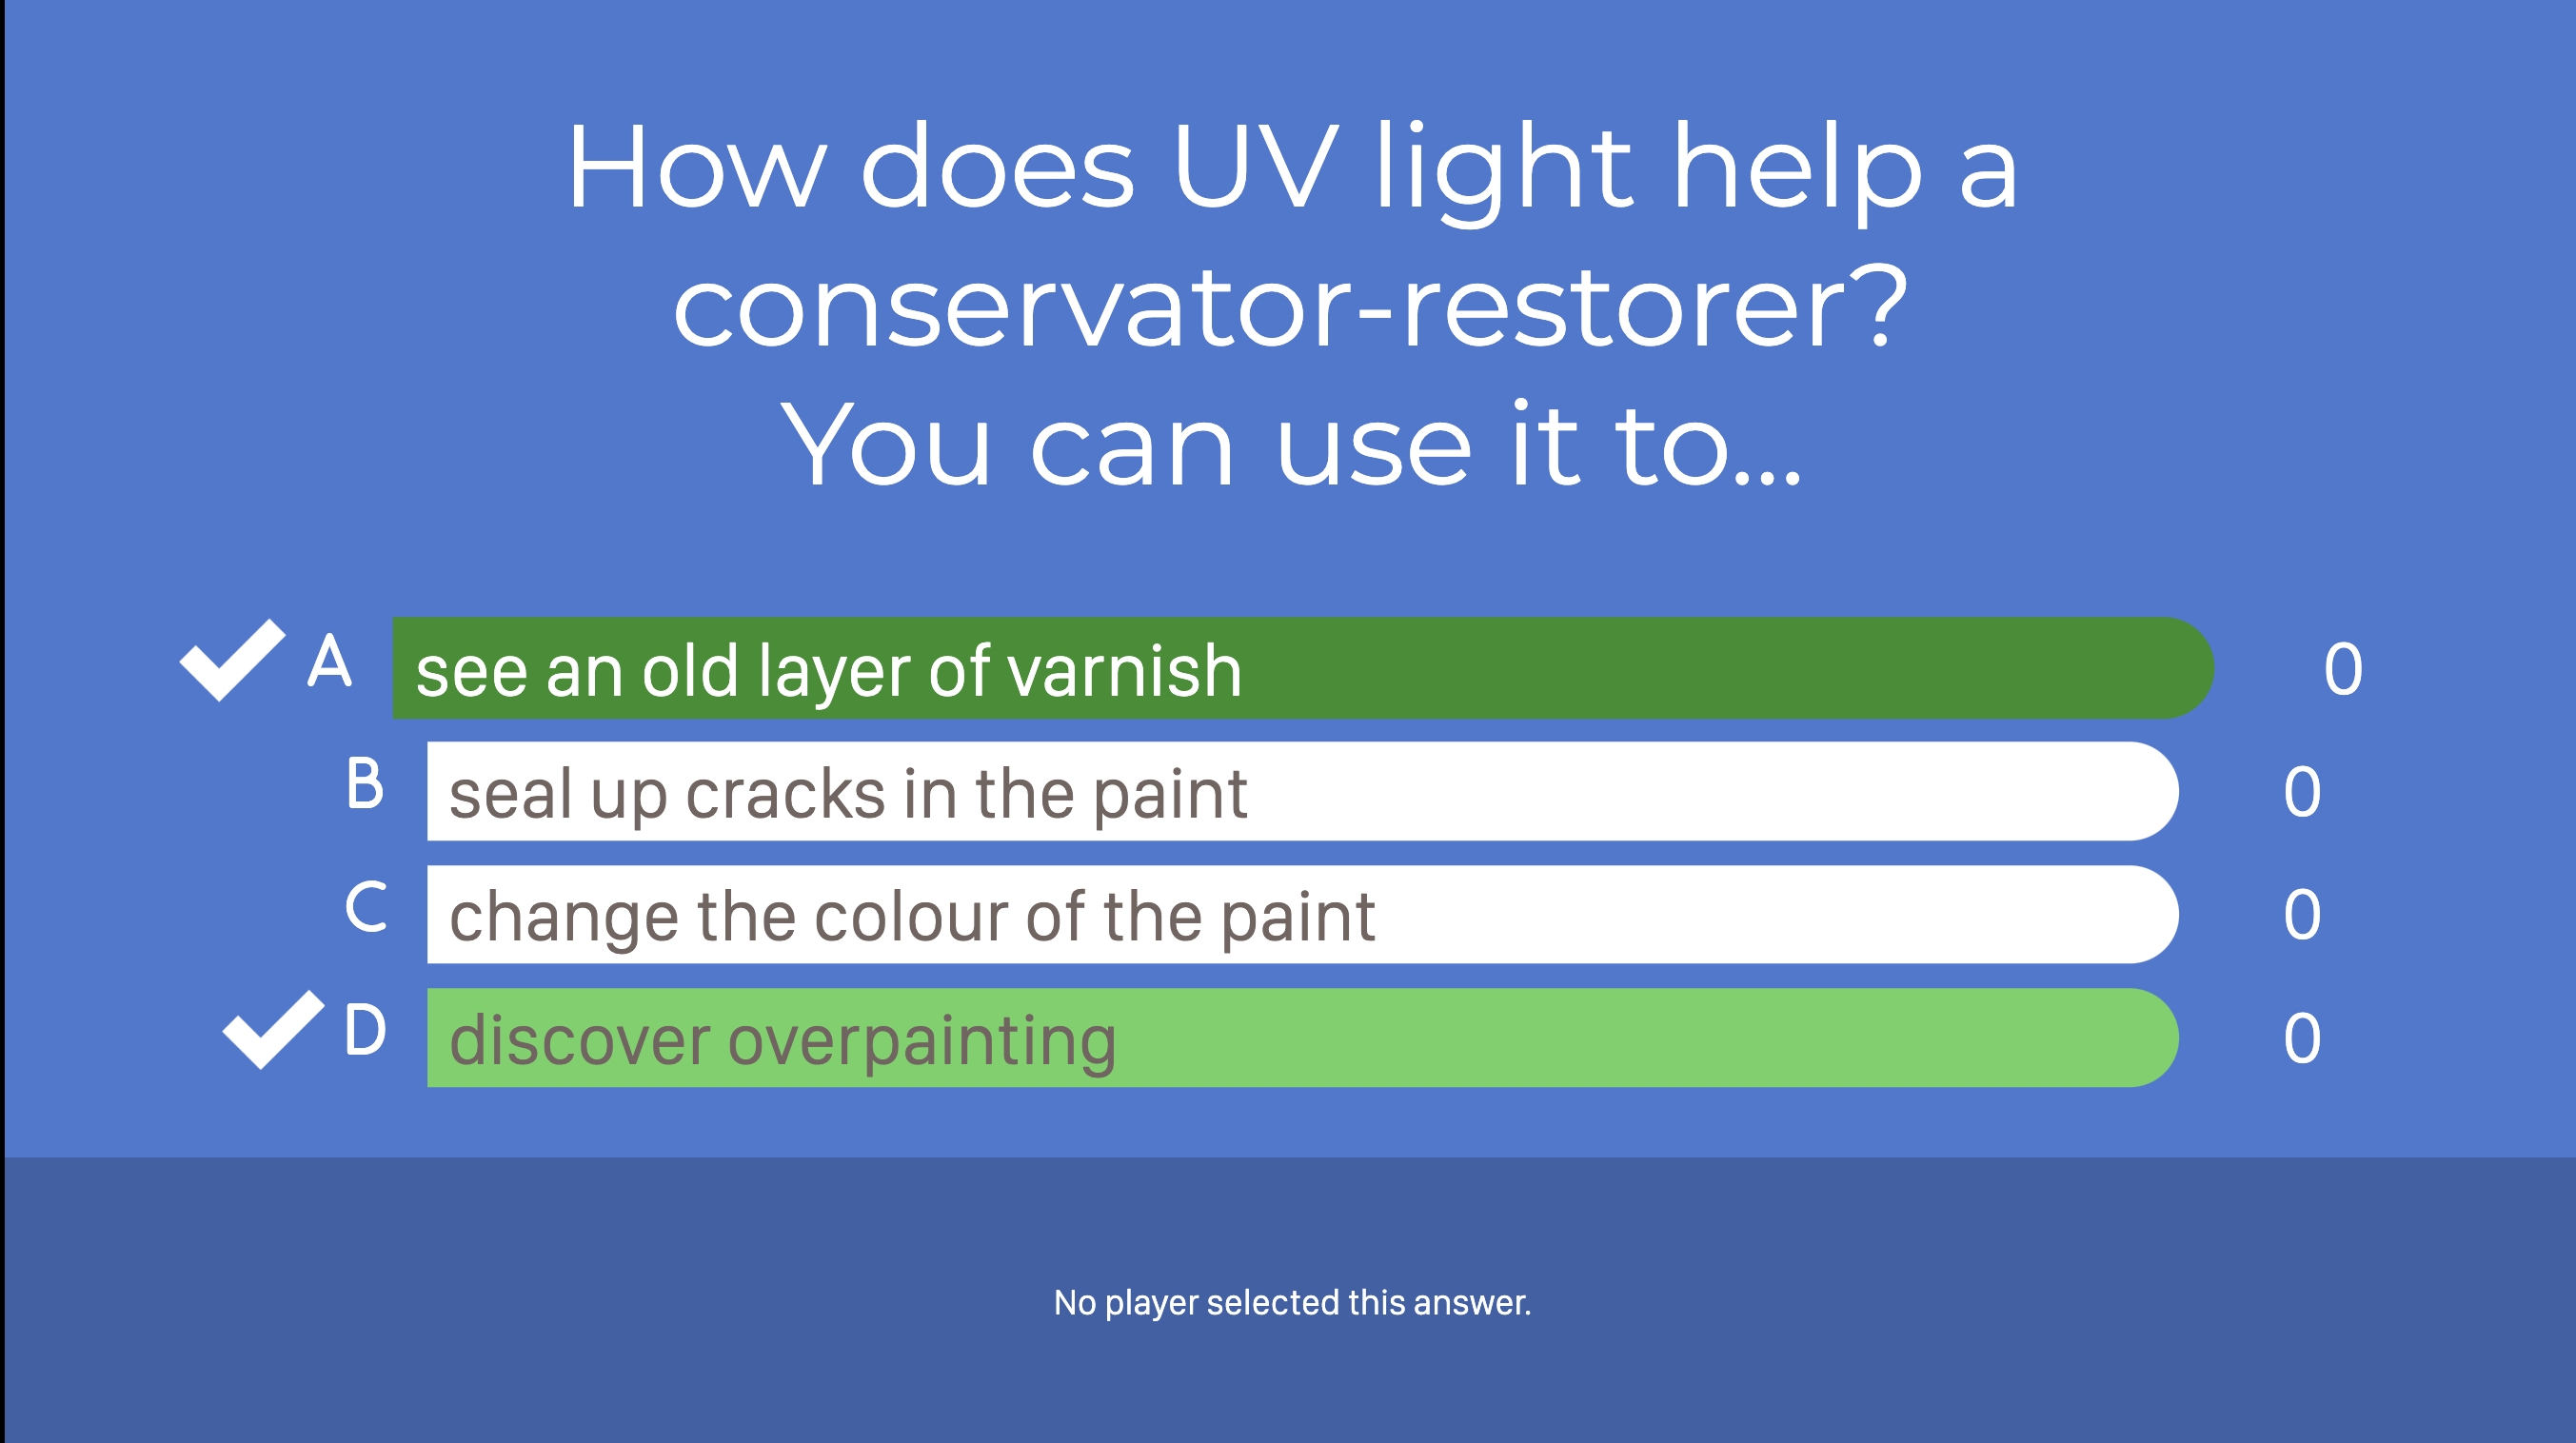 How does UV light help a
conservator-restorer?
You can use it to...
A see an old layer of varnish 0
B seal up cracks in the paint 0
C change the colour of the paint 0
D discover overpainting 0
No player selected this answer.